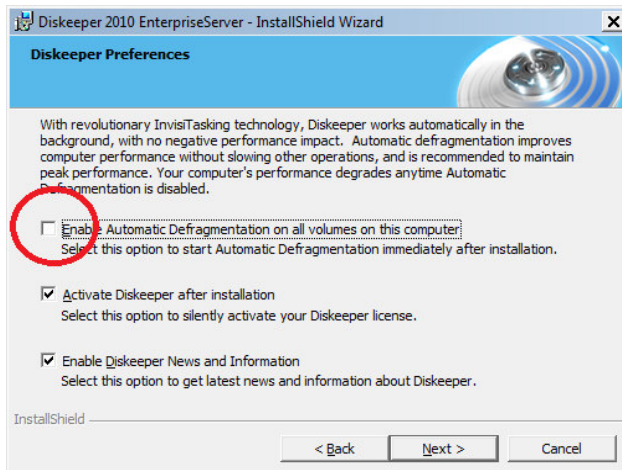 Diskeeper 2010 EnterpriseServer - InstallShield Wizard
Diskeeper Preferences
With revolutionary InvisiTasking technology, Diskeeper works automatically in the
background, with no negative performance impact.  Automatic defragmentation improves
computer performance without slowing other operations, and is recommended to maintain
peak performance. Your computer's performance degrades anytime Automatic
Defragmentation is disabled.
Enable Automatic Defragmentation on all volumes on this computer
Select this option to start Automatic Defragmentation immediately after installation.
Activate Diskeeper after installation
Select this option to silently activate your Diskeeper license.
Enable Diskeeper News and Information
Select this option to get latest news and information about Diskeeper.
InstallShield
< Back
Next >
Cancel